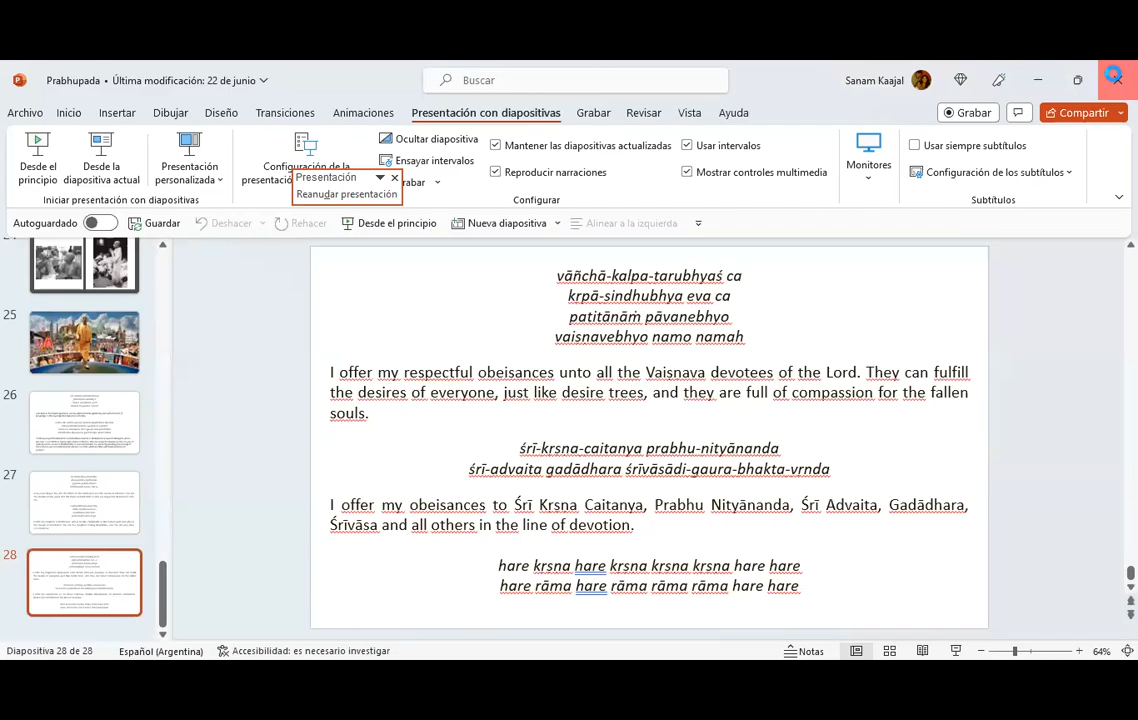 Prabhupada • Última modificación: 22 de junio
Buscar
Sanam Kaajal
Archivo Inicio Insertar Dibujar Diseño Transiciones Animaciones Presentación con diapositivas Grabar Revisar Vista Ayuda
Grabar
Compartir
Desde el principio
Desde la diapositiva actual
Presentación personalizada
Iniciar presentación con diapositivas
Configuración de la
presentación
Ocultar diapositiva
Ensayar intervalos
Presentación
Reanudar presentación
Mantener las diapositivas actualizadas
Reproducir narraciones
Usar intervalos
Mostrar controles multimedia
Configurar
Monitores
Usar siempre subtítulos
Configuración de los subtítulos
Subtítulos
Autoguardado Guardar Deshacer Rehacer Desde el principio Nueva diapositiva Alinear a la izquierda
25
26
27
28
vāñchā-kalpa-tarubhyaś ca
krpā-sindhubhya eva ca
patitānāṁ pāvanebhyo
vaisnavebhyo namo namah
I offer my respectful obeisances unto all the Vaisnava devotees of the Lord. They can fulfill
the desires of everyone, just like desire trees, and they are full of compassion for the fallen
souls.
śrī-krsna-caitanya prabhu-nityānanda
śrī-advaita gadādhara śrīvāsādi-gaura-bhakta-vrnda
I offer my obeisances to Śrī Krsna Caitanya, Prabhu Nityānanda, Śrī Advaita, Gadādhara,
Śrīvāsa and all others in the line of devotion.
hare krsna hare krsna krsna krsna hare hare
hare rāma hare rāma rāma rāma hare hare
Diapositiva 28 de 28 Español (Argentina) Accesibilidad: es necesario investigar Notas 64%